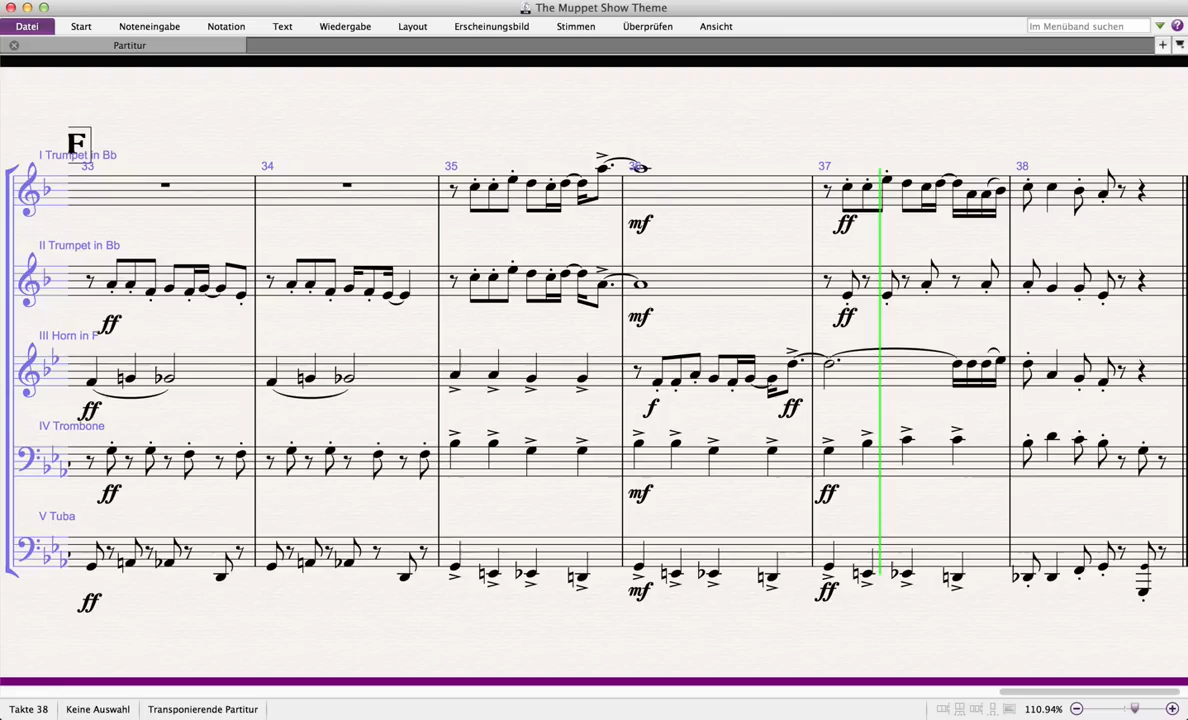 The Muppet Show Theme
Datei Start Noteneingabe Notation Text Wiedergabe Layout Erscheinungsbild Stimmen Überprüfen Ansicht Im Menüband suchen
Partitur
F
I Trumpet in Bb
33 34 35 36 37 38
mf ff
II Trumpet in Bb
ff mf ff
III Horn in F
ff f ff
IV Trombone
ff mf ff
V Tuba
ff mf ff
Takte 38 Keine Auswahl Transponierende Partitur 110.94%